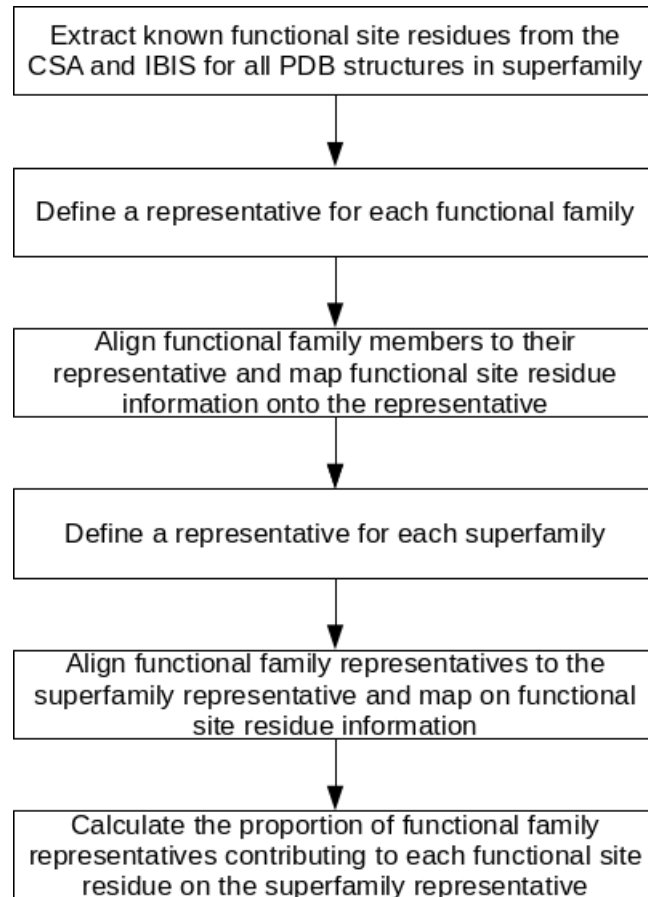 Extract known functional site residues from the
CSA and IBIS for all PDB structures in superfamily
Define a representative for each functional family
Align functional family members to their
representative and map functional site residue
information onto the representative
Define a representative for each superfamily
Align functional family representatives to the
superfamily representative and map on functional
site residue information
Calculate the proportion of functional family
representatives contributing to each functional site
residue on the superfamily representative